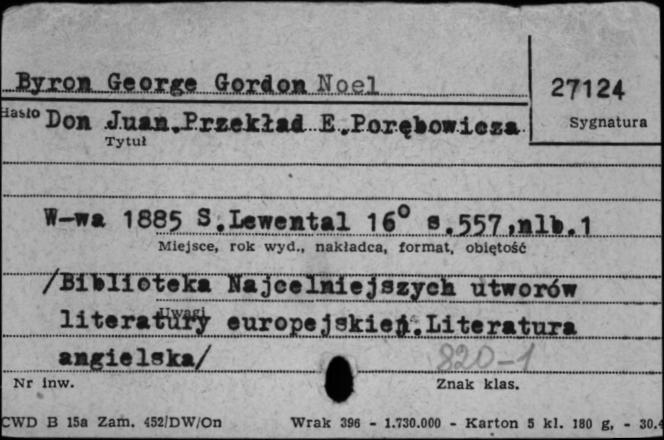 Byron George Gordon Noel
27124
Hasło
Don Juan.Przekład E.Porębowicza
Sygnatura
Tytuł
W-wa 1885 S.Lewental 16° s.557,nlb.1
Miejsce, rok wyd., nakładca, format, objętość
/Biblioteka Najcelniejszych utworów
Uwagi
literatury europejskiej.Literatura
angielska/
820-1
Nr inw.
Znak klas.
CWD B 15a Zam. 452/DW/On
Wrak 396 - 1.730.000 - Karton 5 kl. 180 g, - 30.